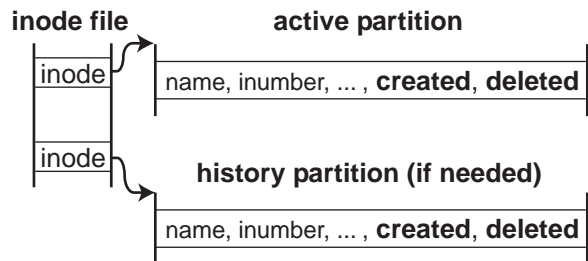 inode file
active partition
inode
name, inumber, ... , created, deleted
inode
history partition (if needed)
name, inumber, ... , created, deleted